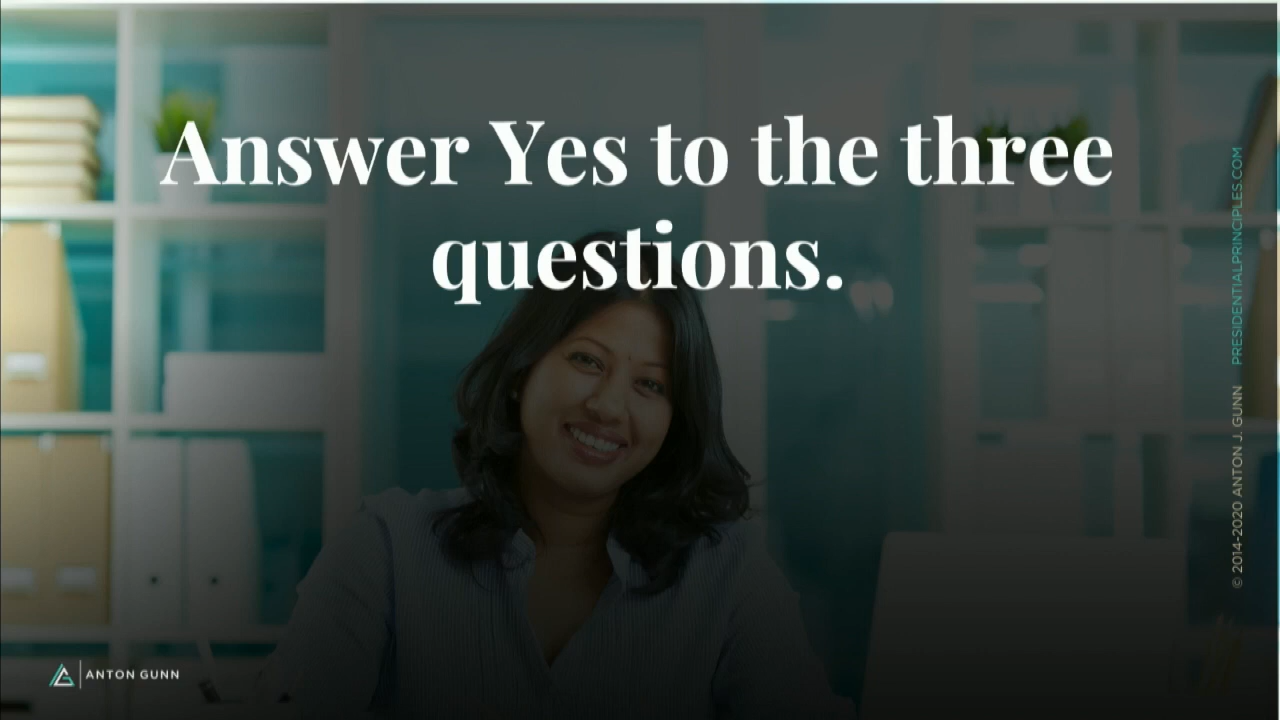 Answer Yes to the three
questions.
© 2014-2020 ANTON J. GUNN PRESIDENTIALPRINCIPLES.COM
ANTON GUNN